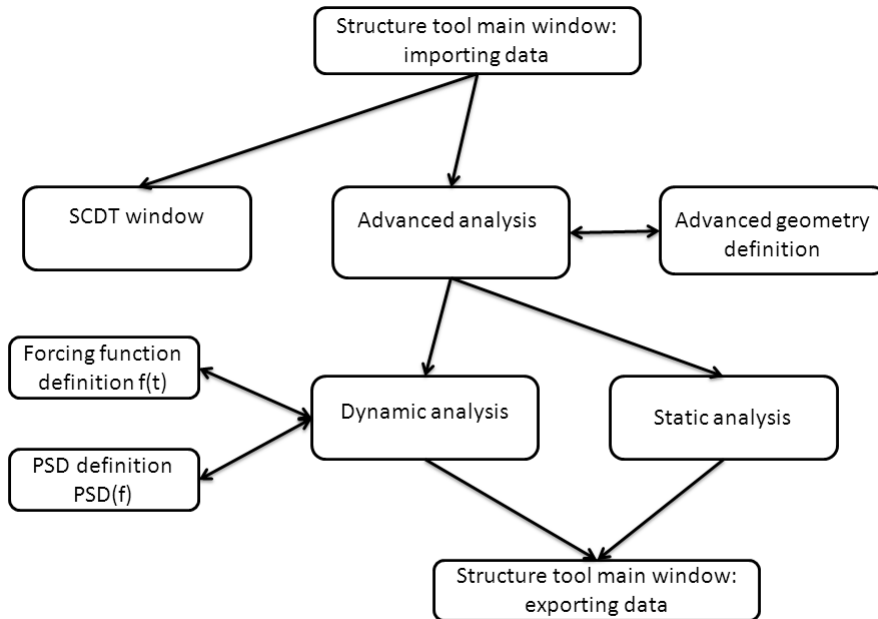 Structure tool main window:
importing data
SCDT window
Advanced analysis
Advanced geometry
definition
Forcing function
definition f(t)
Dynamic analysis
Static analysis
PSD definition
PSD(f)
Structure tool main window:
exporting data